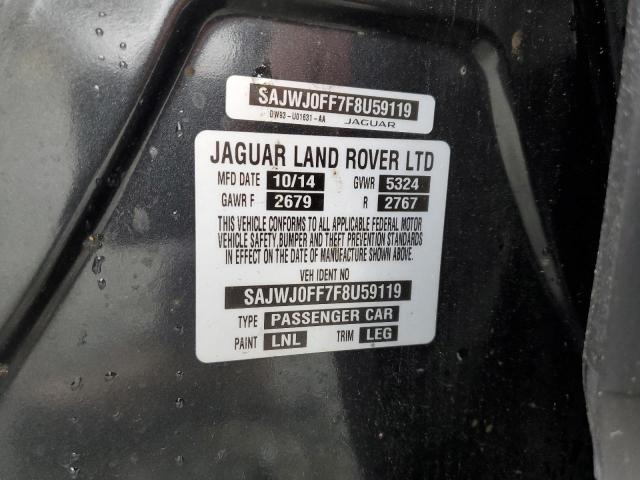 SAJWJ0FF7F8U59119
DW93-U01631-AA JAGUAR
JAGUAR LAND ROVER LTD
MFD DATE 10/14 GVWR 5324
GAWR F 2679 R 2767
THIS VEHICLE CONFORMS TO ALL APPLICABLE FEDERAL MOTOR
VEHICLE SAFETY,BUMPER AND THEFT PREVENTION STANDARDS
IN EFFECT ON THE DATE OF MANUFACTURE SHOWN ABOVE.
VEH IDENT NO
SAJWJ0FF7F8U59119
TYPE PASSENGER CAR
PAINT LNL TRIM LEG